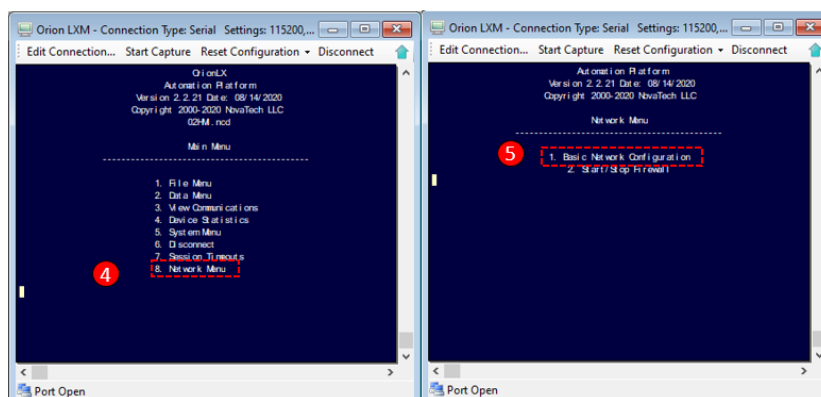 Orion LXM - Connection Type: Serial Settings: 115200,...
Edit Connection... Start Capture Reset Configuration Disconnect
OrionLX
Automation Platform
Version 2.2.21 Date: 08/14/2020
Copyright 2000-2020 NovaTech LLC
02HM.ncd
Main Menu
--------------------------------------------------
1. File Menu
2. Data Menu
3. View Communications
4. Device Statistics
5. System Menu
6. Disconnect
7. Session Timeouts
4 8. Network Menu
Port Open
Orion LXM - Connection Type: Serial Settings: 115200,...
Edit Connection... Start Capture Reset Configuration Disconnect
Automation Platform
Version 2.2.21 Date: 08/14/2020
Copyright 2000-2020 NovaTech LLC
Network Menu
--------------------------------------------------
5 1. Basic Network Configuration
2. Start/Stop Firewall
Port Open